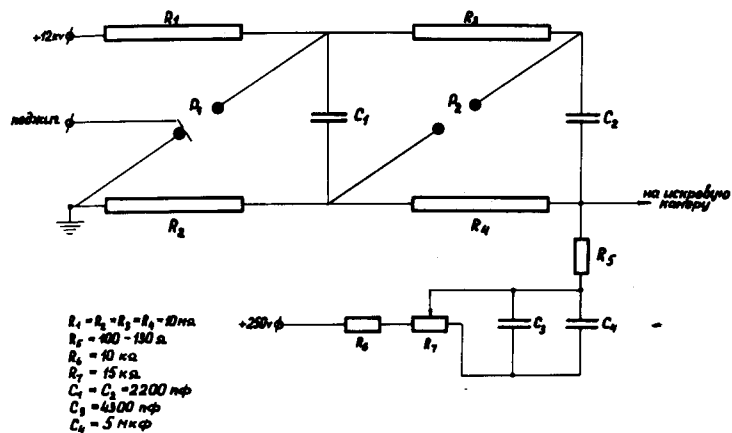 R1
R3
+12кv
P1
P2
C1
C2
поджиг
R2
R4
на искровую
камеру
R5
+250v
R6
R7
C3
C4
R1 = R2 = R3 = R4 = 10 мΩ
R5 = 100 - 130 Ω
R6 = 10 кΩ
R7 = 15 кΩ
C1 = C2 = 2200 пф
C3 = 4300 пф
C4 = 5 мкф